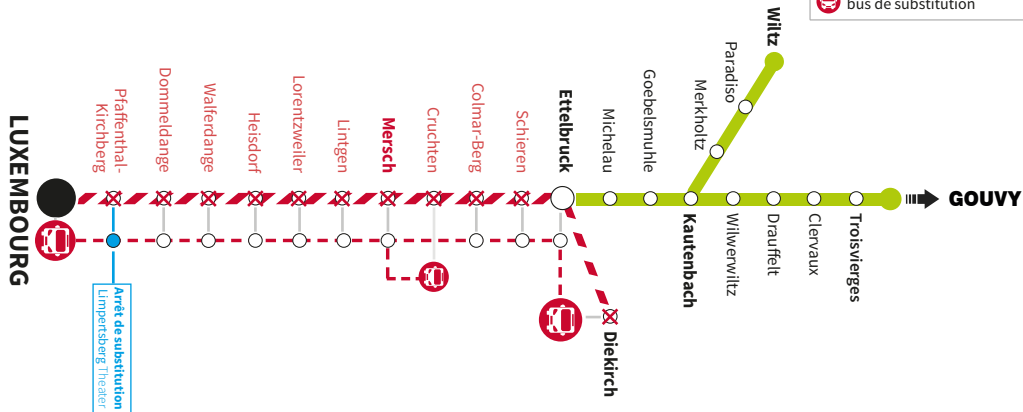 bus de substitution
Wiltz
Paradiso
Merkholtz
Goebelsmuhle
Michelau
Ettelbruck
Schieren
Colmar-Berg
Cruchten
Mersch
Lintgen
Lorentzweiler
Heisdorf
Walferdange
Dommeldange
Pfaffenthal-
Kirchberg
LUXEMBOURG
GOUVY
Kautenbach
Wilwerwiltz
Drauffelt
Clervaux
Troisvierges
Diekirch
Arrêt de substitution
Limpertsberg Theater